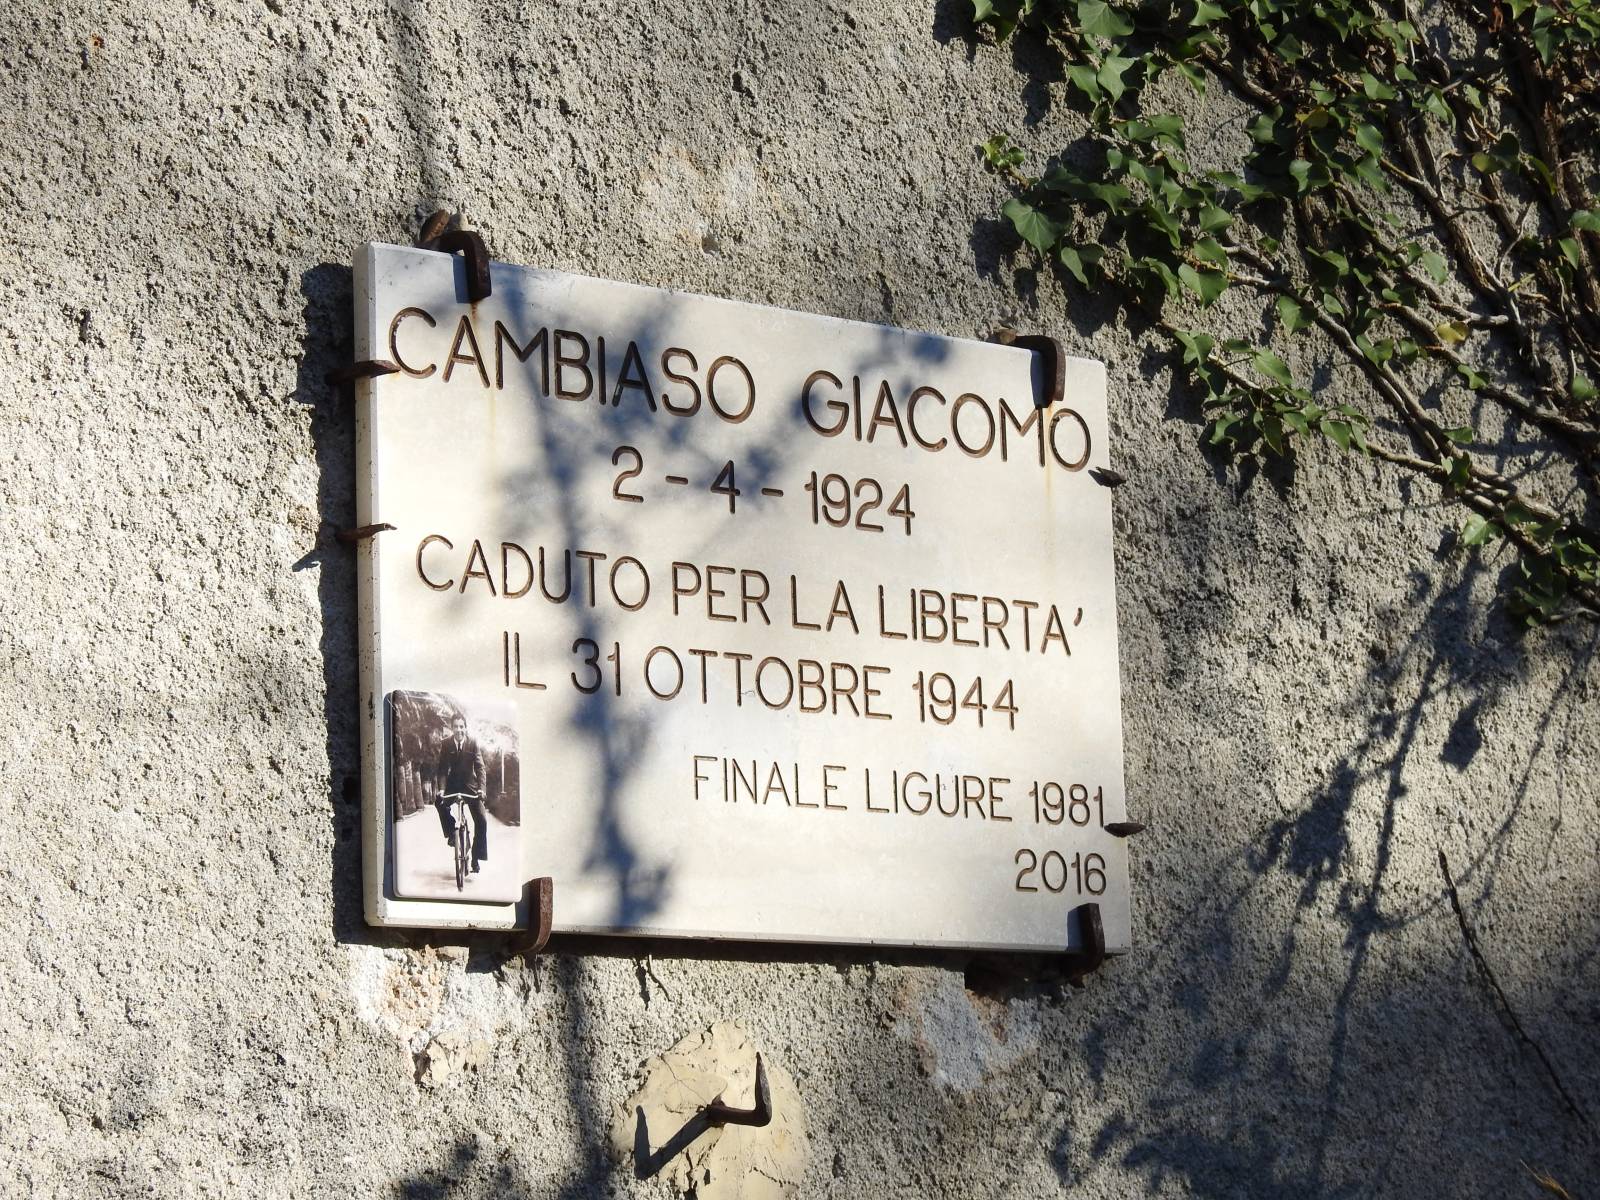 CAMBIASO GIACOMO
2-4-1924
CADUTO PER LA LIBERTA'
IL 31 OTTOBRE 1944
FINALE LIGURE 1981
2016